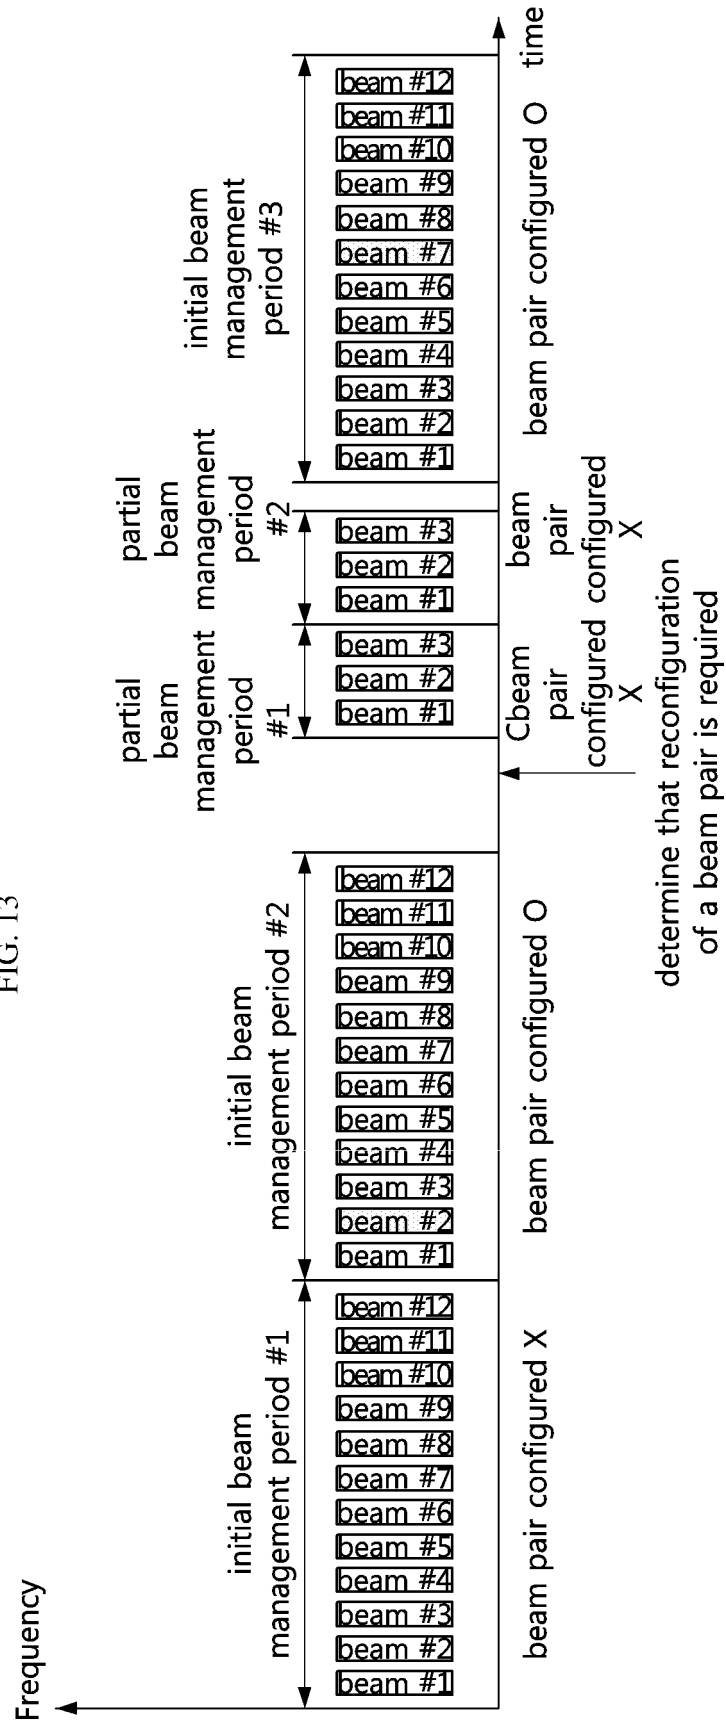 FIG. 13
Frequency
initial beam
management period #1
beam #1
beam #2
beam #3
beam #4
beam #5
beam #6
beam #7
beam #8
beam #9
beam #10
beam #11
beam #12
beam pair configured X
initial beam
management period #2
beam #1
beam #2
beam #3
beam #4
beam #5
beam #6
beam #7
beam #8
beam #9
beam #10
beam #11
beam #12
beam pair configured O
determine that reconfiguration
of a beam pair is required
partial
beam
management
period
#1
beam #1
beam #2
beam #3
Cbeam
pair
configured
X
partial
beam
management
period
#2
beam #1
beam #2
beam #3
beam
pair
configured
X
initial beam
management
period #3
beam #1
beam #2
beam #3
beam #4
beam #5
beam #6
beam #7
beam #8
beam #9
beam #10
beam #11
beam #12
beam pair configured O
time